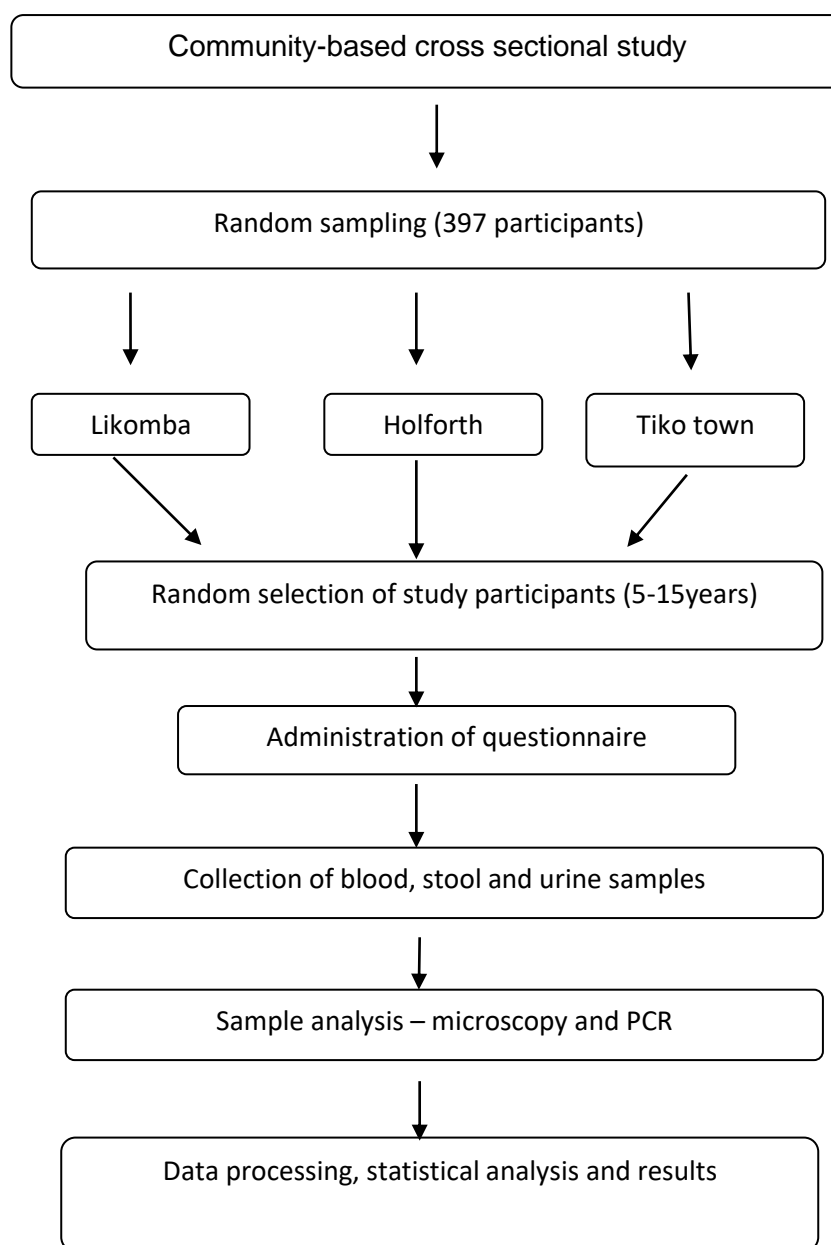 Community-based cross sectional study
Random sampling (397 participants)
Likomba
Holforth
Tiko town
Random selection of study participants (5-15years)
Administration of questionnaire
Collection of blood, stool and urine samples
Sample analysis – microscopy and PCR
Data processing, statistical analysis and results